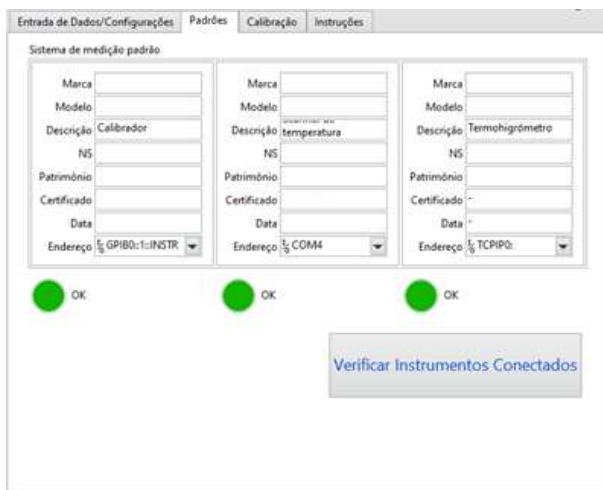 Entrada de Dados/Configurações Padrões Calibração Instruções
Sistema de medição padrão
Marca
Modelo
Descrição Calibrador
NS
Patrimônio
Certificado
Data
Endereço GPIB0::1::INSTR
OK
Marca
Modelo
Descrição temperatura
NS
Patrimônio
Certificado
Data
Endereço COM4
OK
Marca
Modelo
Descrição Termohigrômetro
NS
Patrimônio
Certificado -
Data -
Endereço TCPIP0:
OK
Verificar Instrumentos Conectados